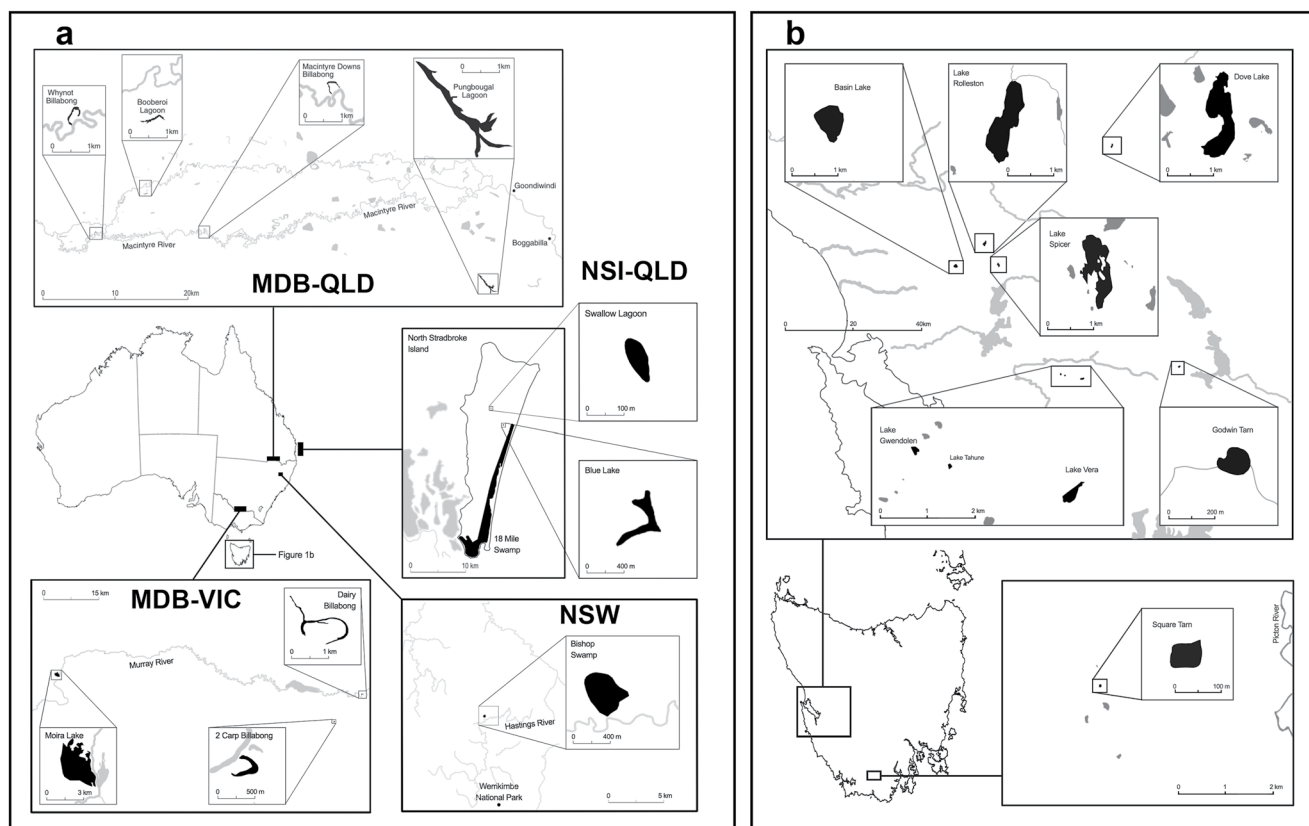 a
Whynot
Billabong
0 1km
Booberoi
Lagoon
0 1km
Macintyre Downs
Billabong
0 1km
0 1km
Pungbougal
Lagoon
Goondiwindi
Macintyre River
Macintyre River
Boggabilla
0 10 20km
MDB-QLD
NSI-QLD
North Stradbroke
Island
18 Mile
Swamp
0 10 km
Swallow Lagoon
0 100 m
Blue Lake
0 400 m
Figure 1b
MDB-VIC
0 15 km
Dairy
Billabong
0 1 km
Murray River
Moira Lake
0 3 km
2 Carp Billabong
0 500 m
NSW
Bishop
Swamp
0 400 m
Hastings River
Werrikimbe
National Park
0 5 km
b
Basin Lake
0 1 km
Lake
Rolleston
0 1 km
Dove Lake
0 1 km
Lake
Spicer
0 1 km
0 20 40km
Lake
Gwendolen
Lake Tahune
Lake Vera
0 1 2 km
Godwin Tarn
0 200 m
Square Tarn
0 100 m
Picton River
0 1 2 km